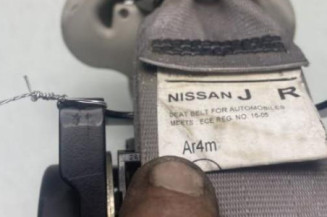 NISSAN J R
SEAT BELT FOR AUTOMOBILES
MEETS ECE REG. NO. 16-05
Ar4m